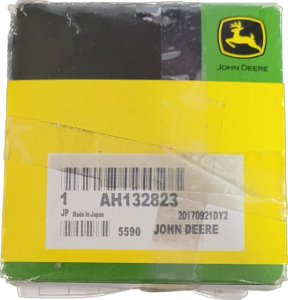 JOHN DEERE
1 AH132823
JP Made In Japan 20170921DY2
5590 JOHN DEERE